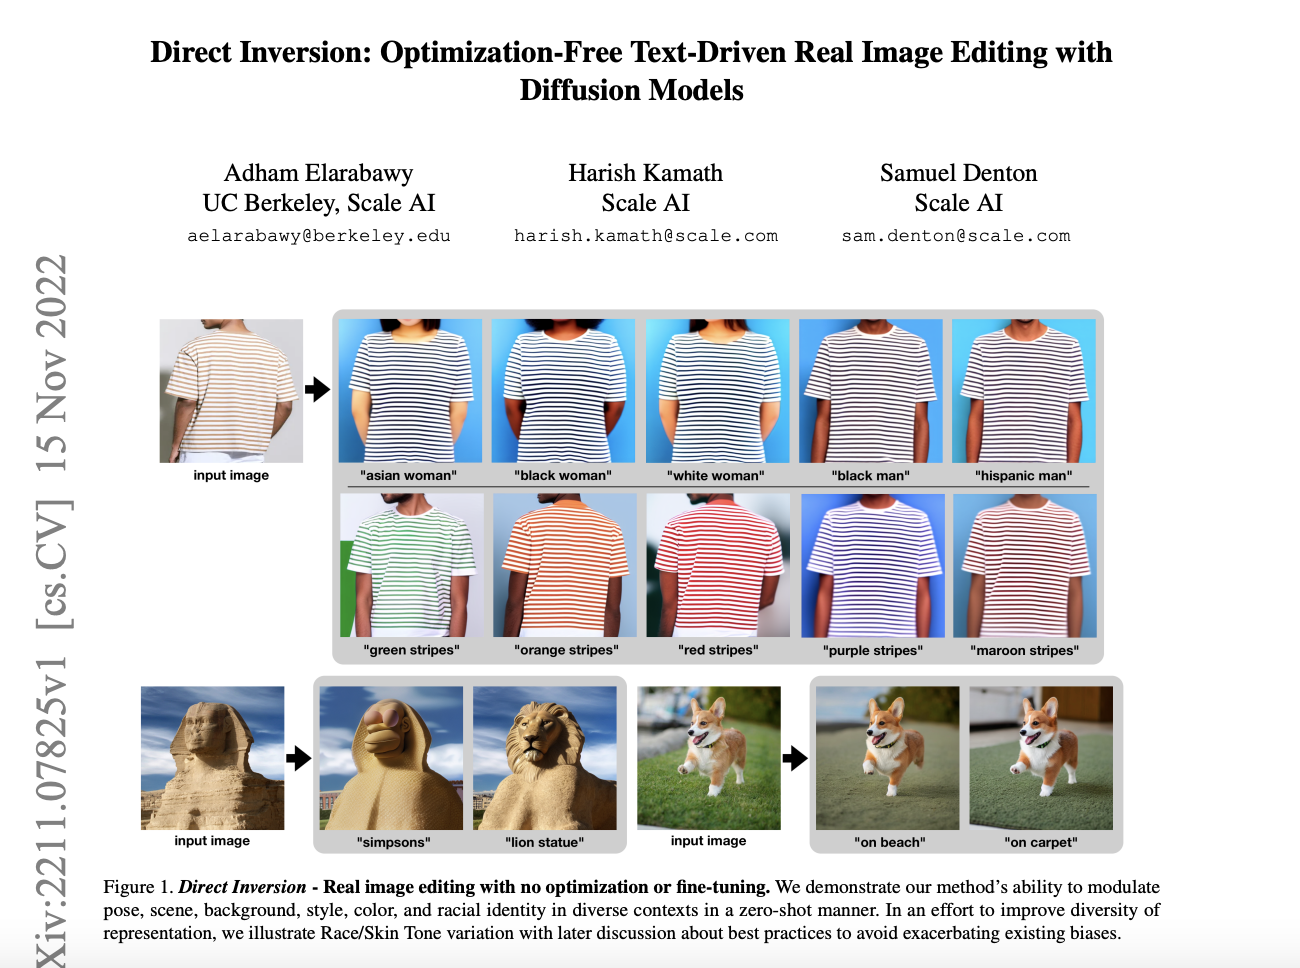 Direct Inversion: Optimization-Free Text-Driven Real Image Editing with
Diffusion Models
Adham Elarabawy
UC Berkeley, Scale AI
aelarabawy@berkeley.edu
Harish Kamath
Scale AI
harish.kamath@scale.com
Samuel Denton
Scale AI
sam.denton@scale.com
Xiv:2211.07825v1 [cs.CV] 15 Nov 2022
input image
"asian woman"
"black woman"
"white woman"
"black man"
"hispanic man"
"green stripes"
"orange stripes"
"red stripes"
"purple stripes"
"maroon stripes"
input image
"simpsons"
"lion statue"
input image
"on beach"
"on carpet"
Figure 1. Direct Inversion - Real image editing with no optimization or fine-tuning. We demonstrate our method's ability to modulate
pose, scene, background, style, color, and racial identity in diverse contexts in a zero-shot manner. In an effort to improve diversity of
representation, we illustrate Race/Skin Tone variation with later discussion about best practices to avoid exacerbating existing biases.